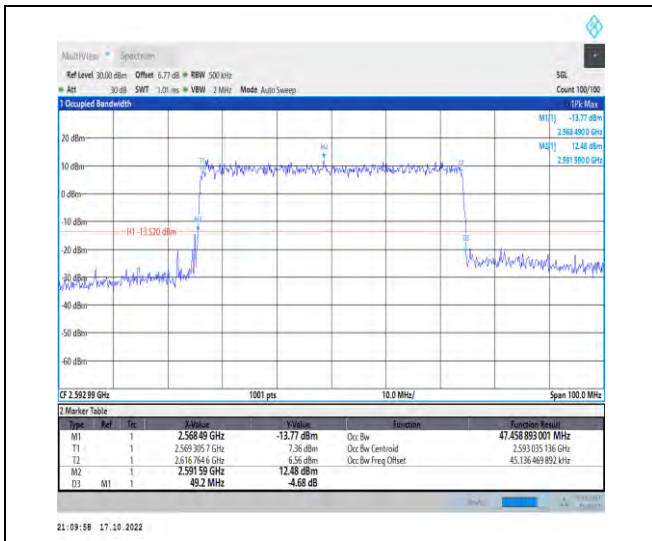 MultiView Spectrum
Ref Level 30.00 dBm Offset 6.77 dB RBW 500 kHz SGL
Att 30 dB SWT 1.01 ms VBW 2 MHz Mode Auto Sweep Count 100/100
1 Occupied Bandwidth 1Pk Max
M1[1] -13.77 dBm
2.568 490 0 GHz
M2[1] 12.48 dBm
2.591 590 0 GHz
20 dBm
M2
T1 T2
10 dBm
0 dBm
-10 dBm
M1
H1 -13.520 dBm
D3
-20 dBm
-30 dBm
-40 dBm
-50 dBm
-60 dBm
CF 2.592 99 GHz 1001 pts 10.0 MHz/ Span 100.0 MHz
2 Marker Table
Type Ref Trc X-Value Y-Value Function Function Result
M1 1 2.568 49 GHz -13.77 dBm Occ Bw 47.458 893 001 MHz
T1 1 2.569 305 7 GHz 7.36 dBm Occ Bw Centroid 2.593 035 136 GHz
T2 1 2.616 764 6 GHz 6.56 dBm Occ Bw Freq Offset 45.136 469 892 kHz
M2 1 2.591 59 GHz 12.48 dBm
D3 M1 1 49.2 MHz -4.68 dB
21:09:58 17.10.2022